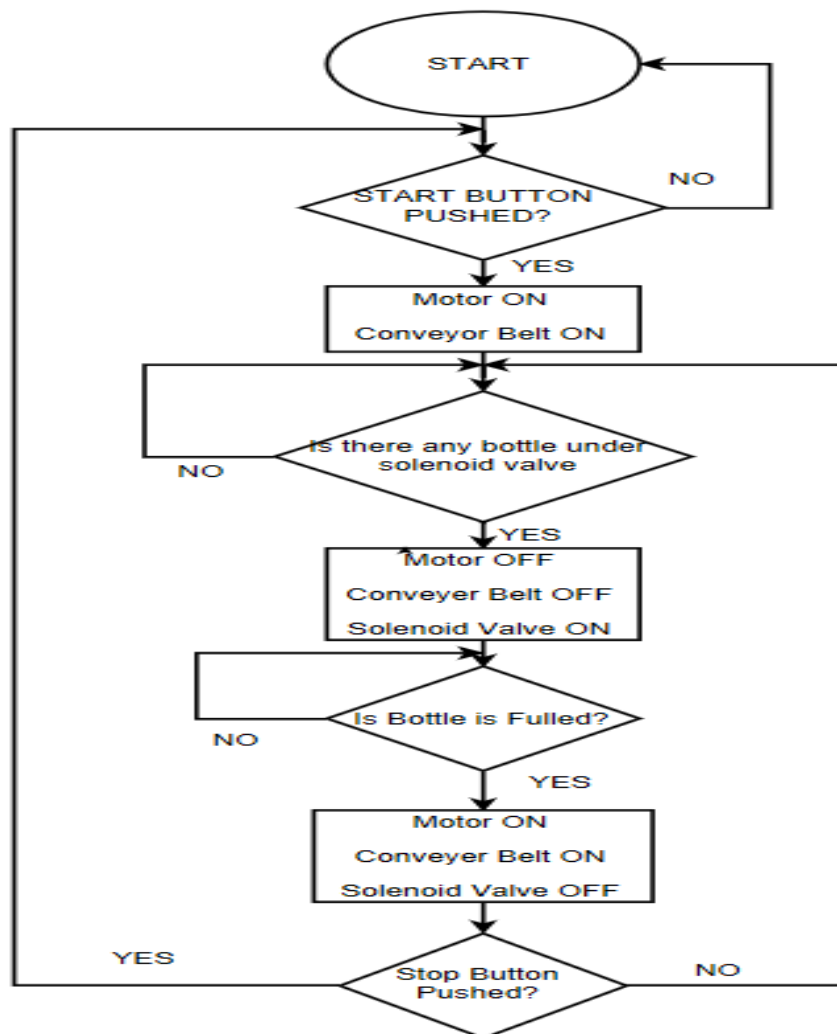 START
START BUTTON
PUSHED?
NO
YES
Motor ON
Conveyor Belt ON
Is there any bottle under
solenoid valve
NO
YES
Motor OFF
Conveyer Belt OFF
Solenoid Valve ON
Is Bottle is Fulled?
NO
YES
Motor ON
Conveyer Belt ON
Solenoid Valve OFF
YES
Stop Button
Pushed?
NO